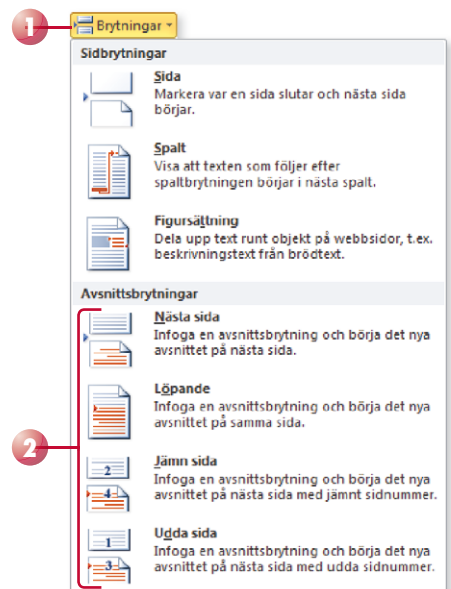 1 Brytningar
Sidbrytningar
Sida
Markera var en sida slutar och nästa sida
börjar.
Spalt
Visa att texten som följer efter
spaltbrytningen börjar i nästa spalt.
Figursättning
Dela upp text runt objekt på webbsidor, t.ex.
beskrivningstext från brödtext.
Avsnittsbrytningar
Nästa sida
Infoga en avsnittsbrytning och börja det nya
avsnittet på nästa sida.
Löpande
Infoga en avsnittsbrytning och börja det nya
avsnittet på samma sida.
2
Jämn sida
2
Infoga en avsnittsbrytning och börja det nya
4
avsnittet på nästa sida med jämnt sidnummer.
Udda sida
1
Infoga en avsnittsbrytning och börja det nya
3
avsnittet på nästa sida med udda sidnummer.